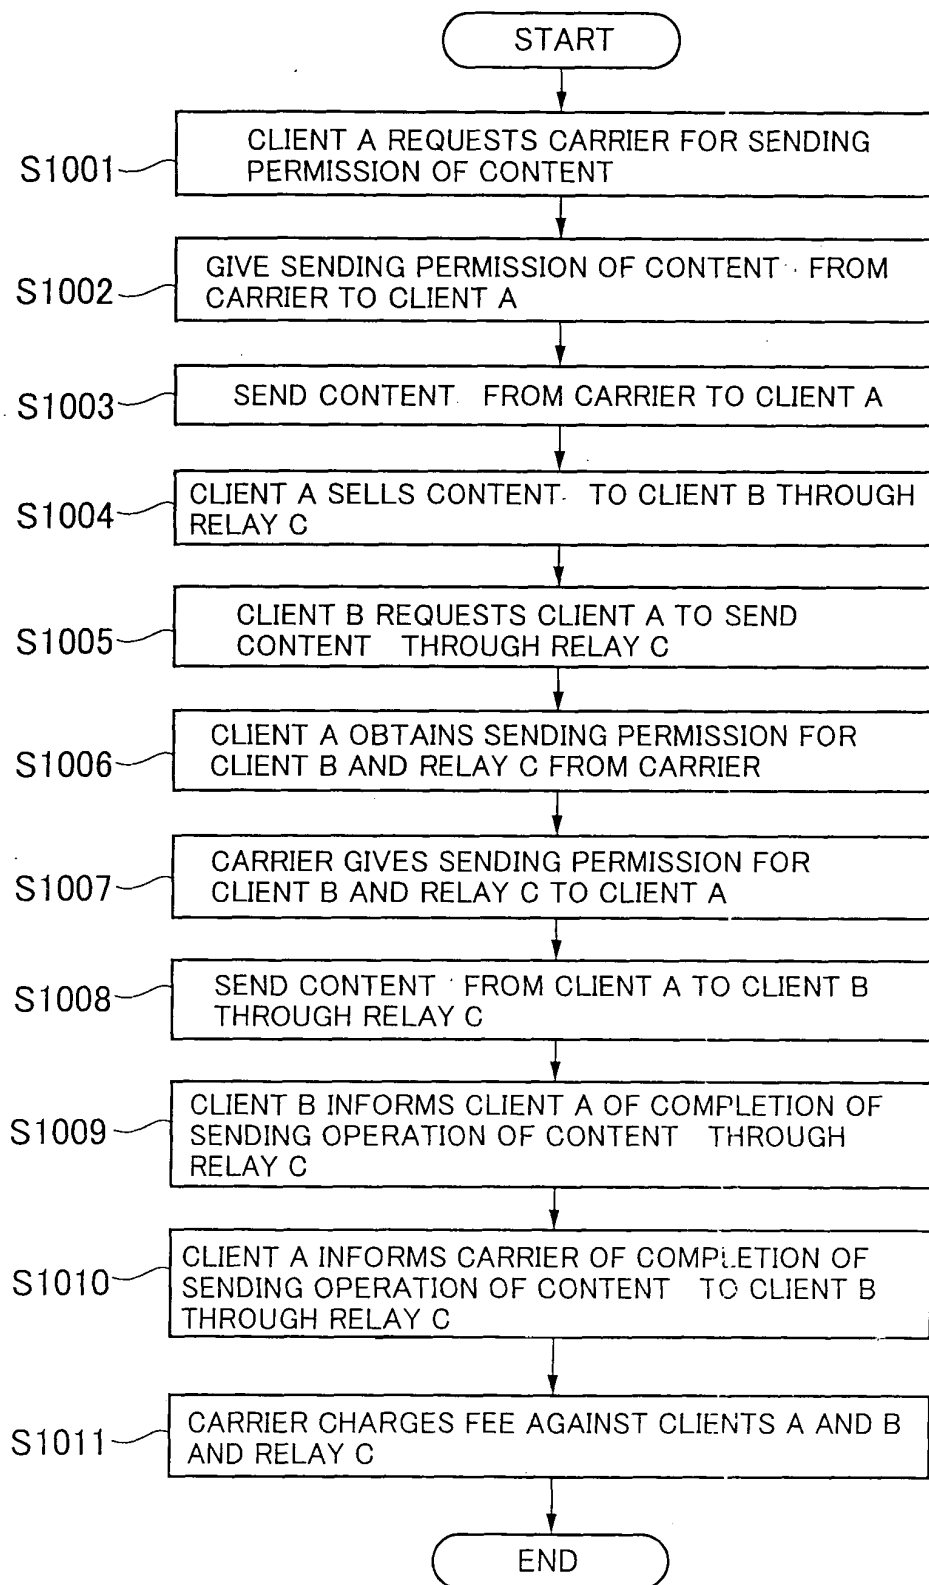 START
S1001
CLIENT A REQUESTS CARRIER FOR SENDING
PERMISSION OF CONTENT
S1002
GIVE SENDING PERMISSION OF CONTENT FROM
CARRIER TO CLIENT A
S1003
SEND CONTENT FROM CARRIER TO CLIENT A
S1004
CLIENT A SELLS CONTENT TO CLIENT B THROUGH
RELAY C
S1005
CLIENT B REQUESTS CLIENT A TO SEND
CONTENT THROUGH RELAY C
S1006
CLIENT A OBTAINS SENDING PERMISSION FOR
CLIENT B AND RELAY C FROM CARRIER
S1007
CARRIER GIVES SENDING PERMISSION FOR
CLIENT B AND RELAY C TO CLIENT A
S1008
SEND CONTENT FROM CLIENT A TO CLIENT B
THROUGH RELAY C
S1009
CLIENT B INFORMS CLIENT A OF COMPLETION OF
SENDING OPERATION OF CONTENT THROUGH
RELAY C
S1010
CLIENT A INFORMS CARRIER OF COMPLETION OF
SENDING OPERATION OF CONTENT TO CLIENT B
THROUGH RELAY C
S1011
CARRIER CHARGES FEE AGAINST CLIENTS A AND B
AND RELAY C
END